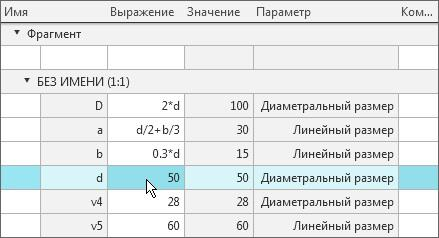 Имя Выражение Значение Параметр Ком...
Фрагмент
БЕЗ ИМЕНИ (1:1)
D 2*d 100 Диаметральный размер
a d/2+b/3 30 Линейный размер
b 0.3*d 15 Линейный размер
d 50 50 Диаметральный размер
v4 28 28 Диаметральный размер
v5 60 60 Линейный размер